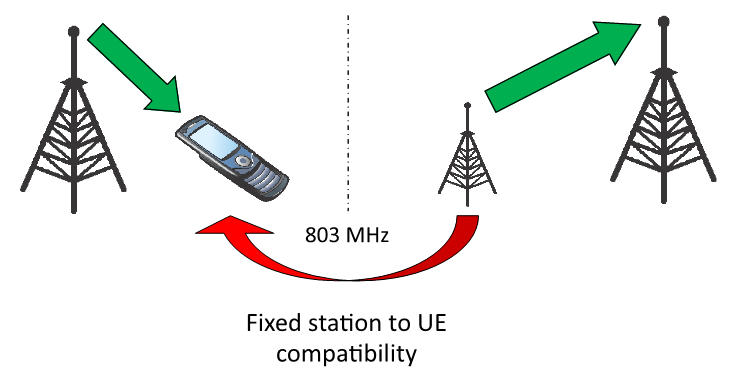 803 MHz
Fixed station to UE
compatibility